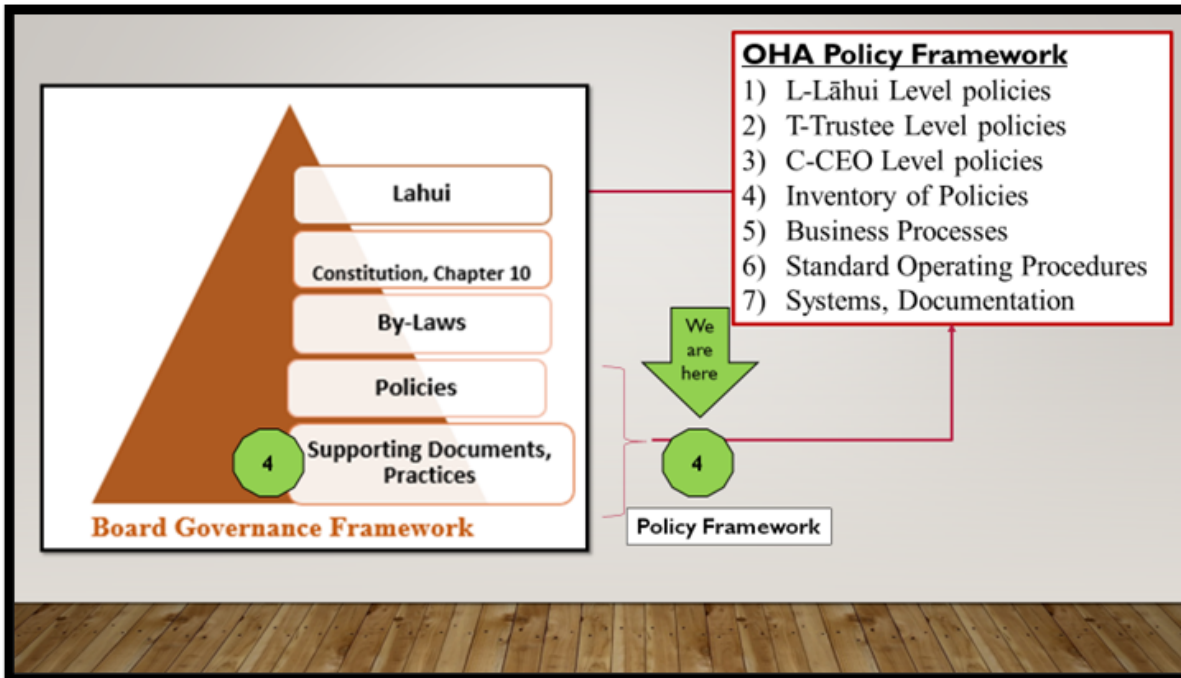 OHA Policy Framework
1) L-Lāhui Level policies
2) T-Trustee Level policies
3) C-CEO Level policies
4) Inventory of Policies
5) Business Processes
6) Standard Operating Procedures
7) Systems, Documentation
Lahui
Constitution, Chapter 10
By-Laws
Policies
4
Supporting Documents,
Practices
Board Governance Framework
We
are
here
4
Policy Framework